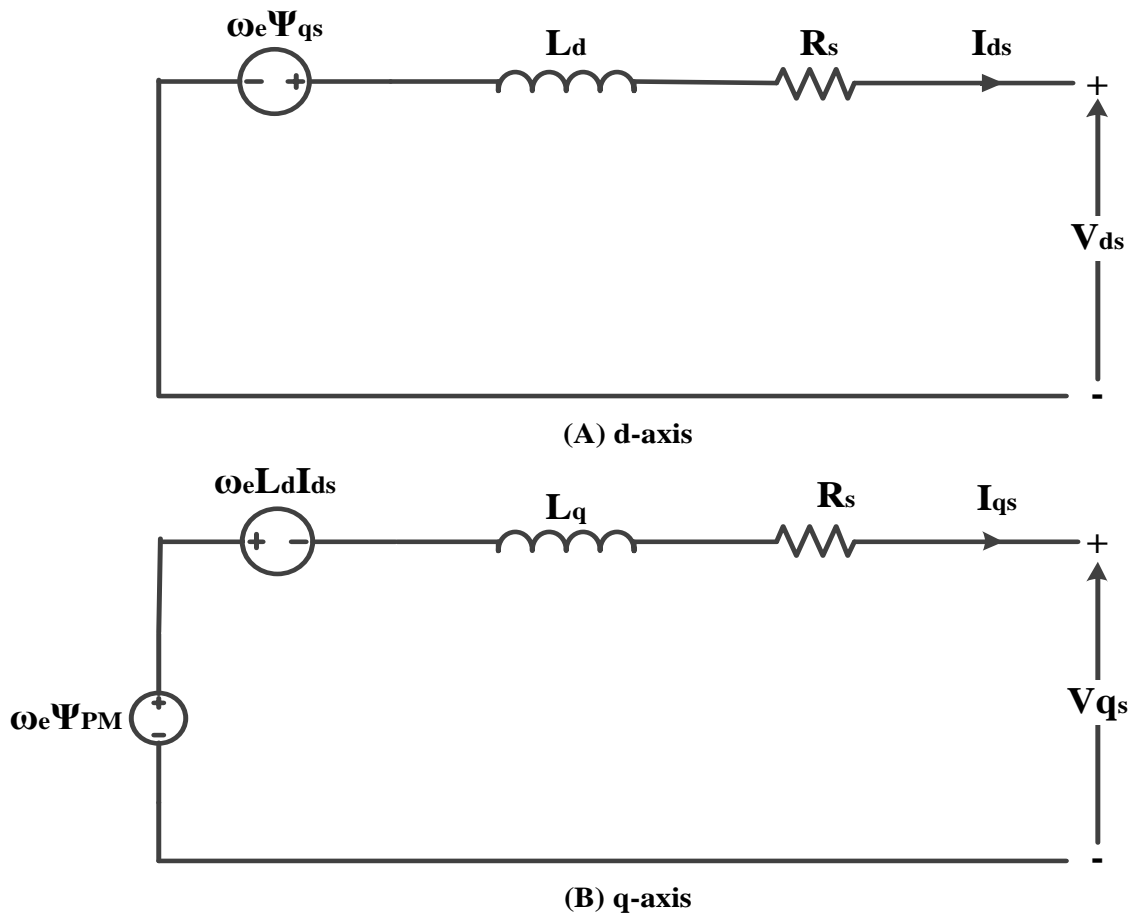 ωeΨqs
Ld
Rs
Ids
- +
+
Vds
-
(A) d-axis
ωeLdIds
Lq
Rs
Iqs
+ -
+
ωeΨPM
+
-
Vqs
-
(B) q-axis